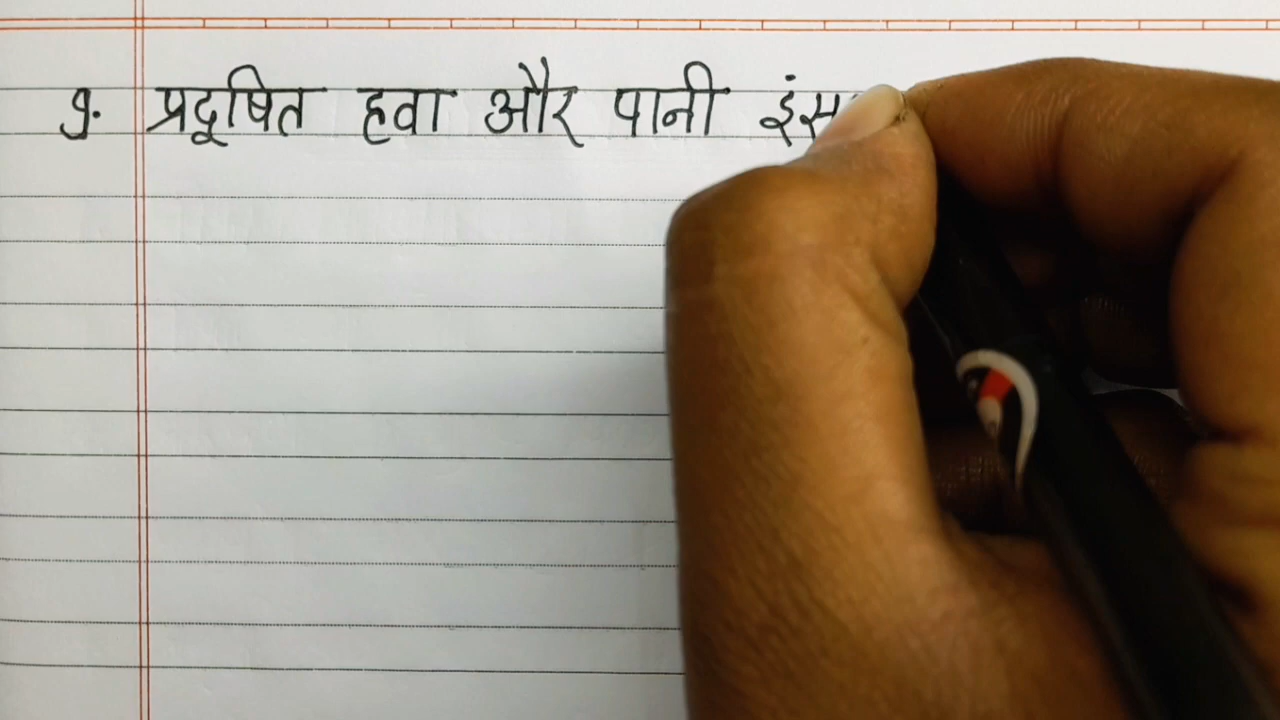 9. प्रदूषित हवा और पानी इंस